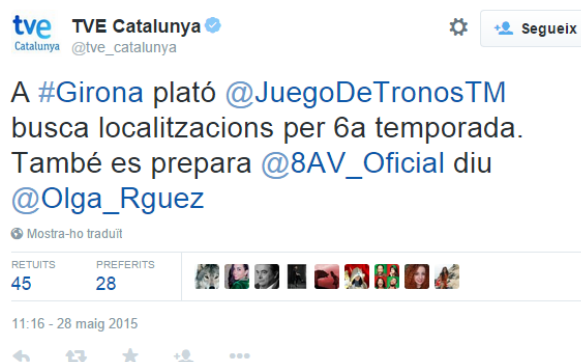 tve
Catalunya
TVE Catalunya
@tve_catalunya
Segueix
A #Girona plató @JuegoDeTronosTM
busca localitzacions per 6a temporada.
També es prepara @8AV_Oficial diu
@Olga_Rguez
Mostra-ho traduït
RETUITS PREFERITS
45 28
11:16 - 28 maig 2015